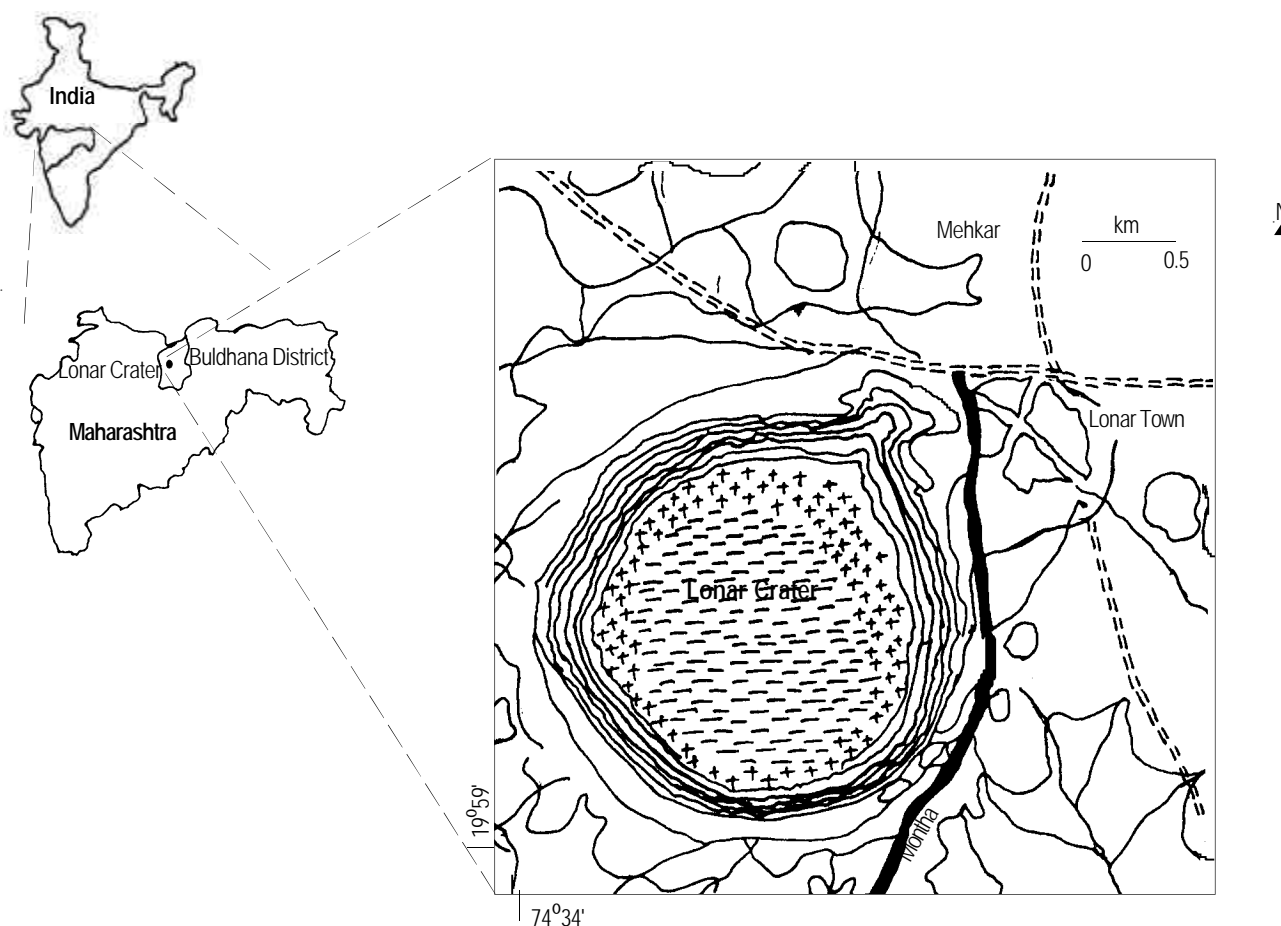 India
N
Mehkar
km
0 0.5
Lonar Crater
Buldhana District
Maharashtra
Lonar Town
Lonar Crater
Montha
19°59'
74°34'